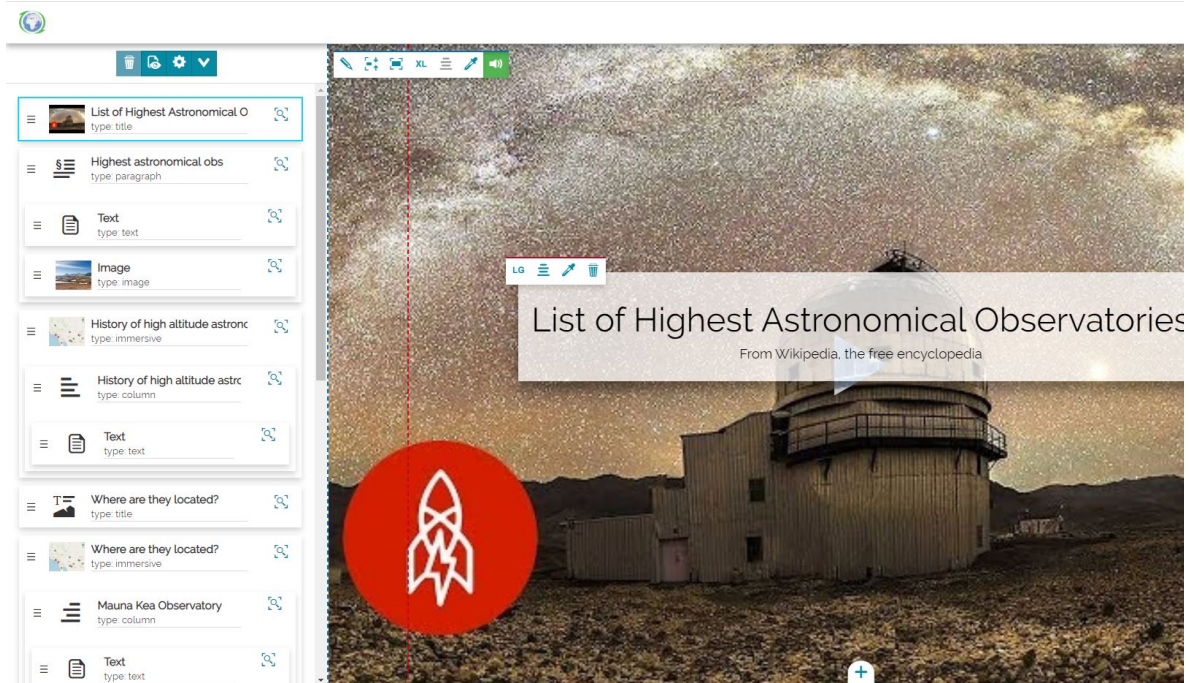 XL
List of Highest Astronomical O
type: title
Highest astronomical obs
type: paragraph
Text
type: text
Image
type: image
History of high altitude astronc
type: immersive
History of high altitude astrc
type: column
Text
type: text
Where are they located?
type: title
Where are they located?
type: immersive
Mauna Kea Observatory
type: column
Text
type: text
LG
List of Highest Astronomical Observatories
From Wikipedia, the free encyclopedia